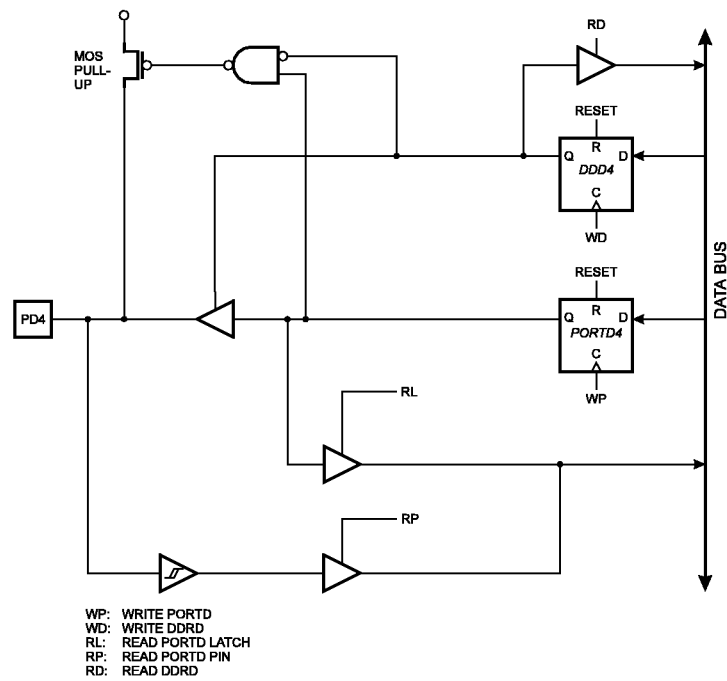 RD
MOS
PULL-
UP
RESET
R
Q
D
DDD4
C
WD
DATA BUS
RESET
R
PD4
Q
D
PORTD4
C
WP
RL
RP
WP: WRITE PORTD
WD: WRITE DDRD
RL: READ PORTD LATCH
RP: READ PORTD PIN
RD: READ DDRD